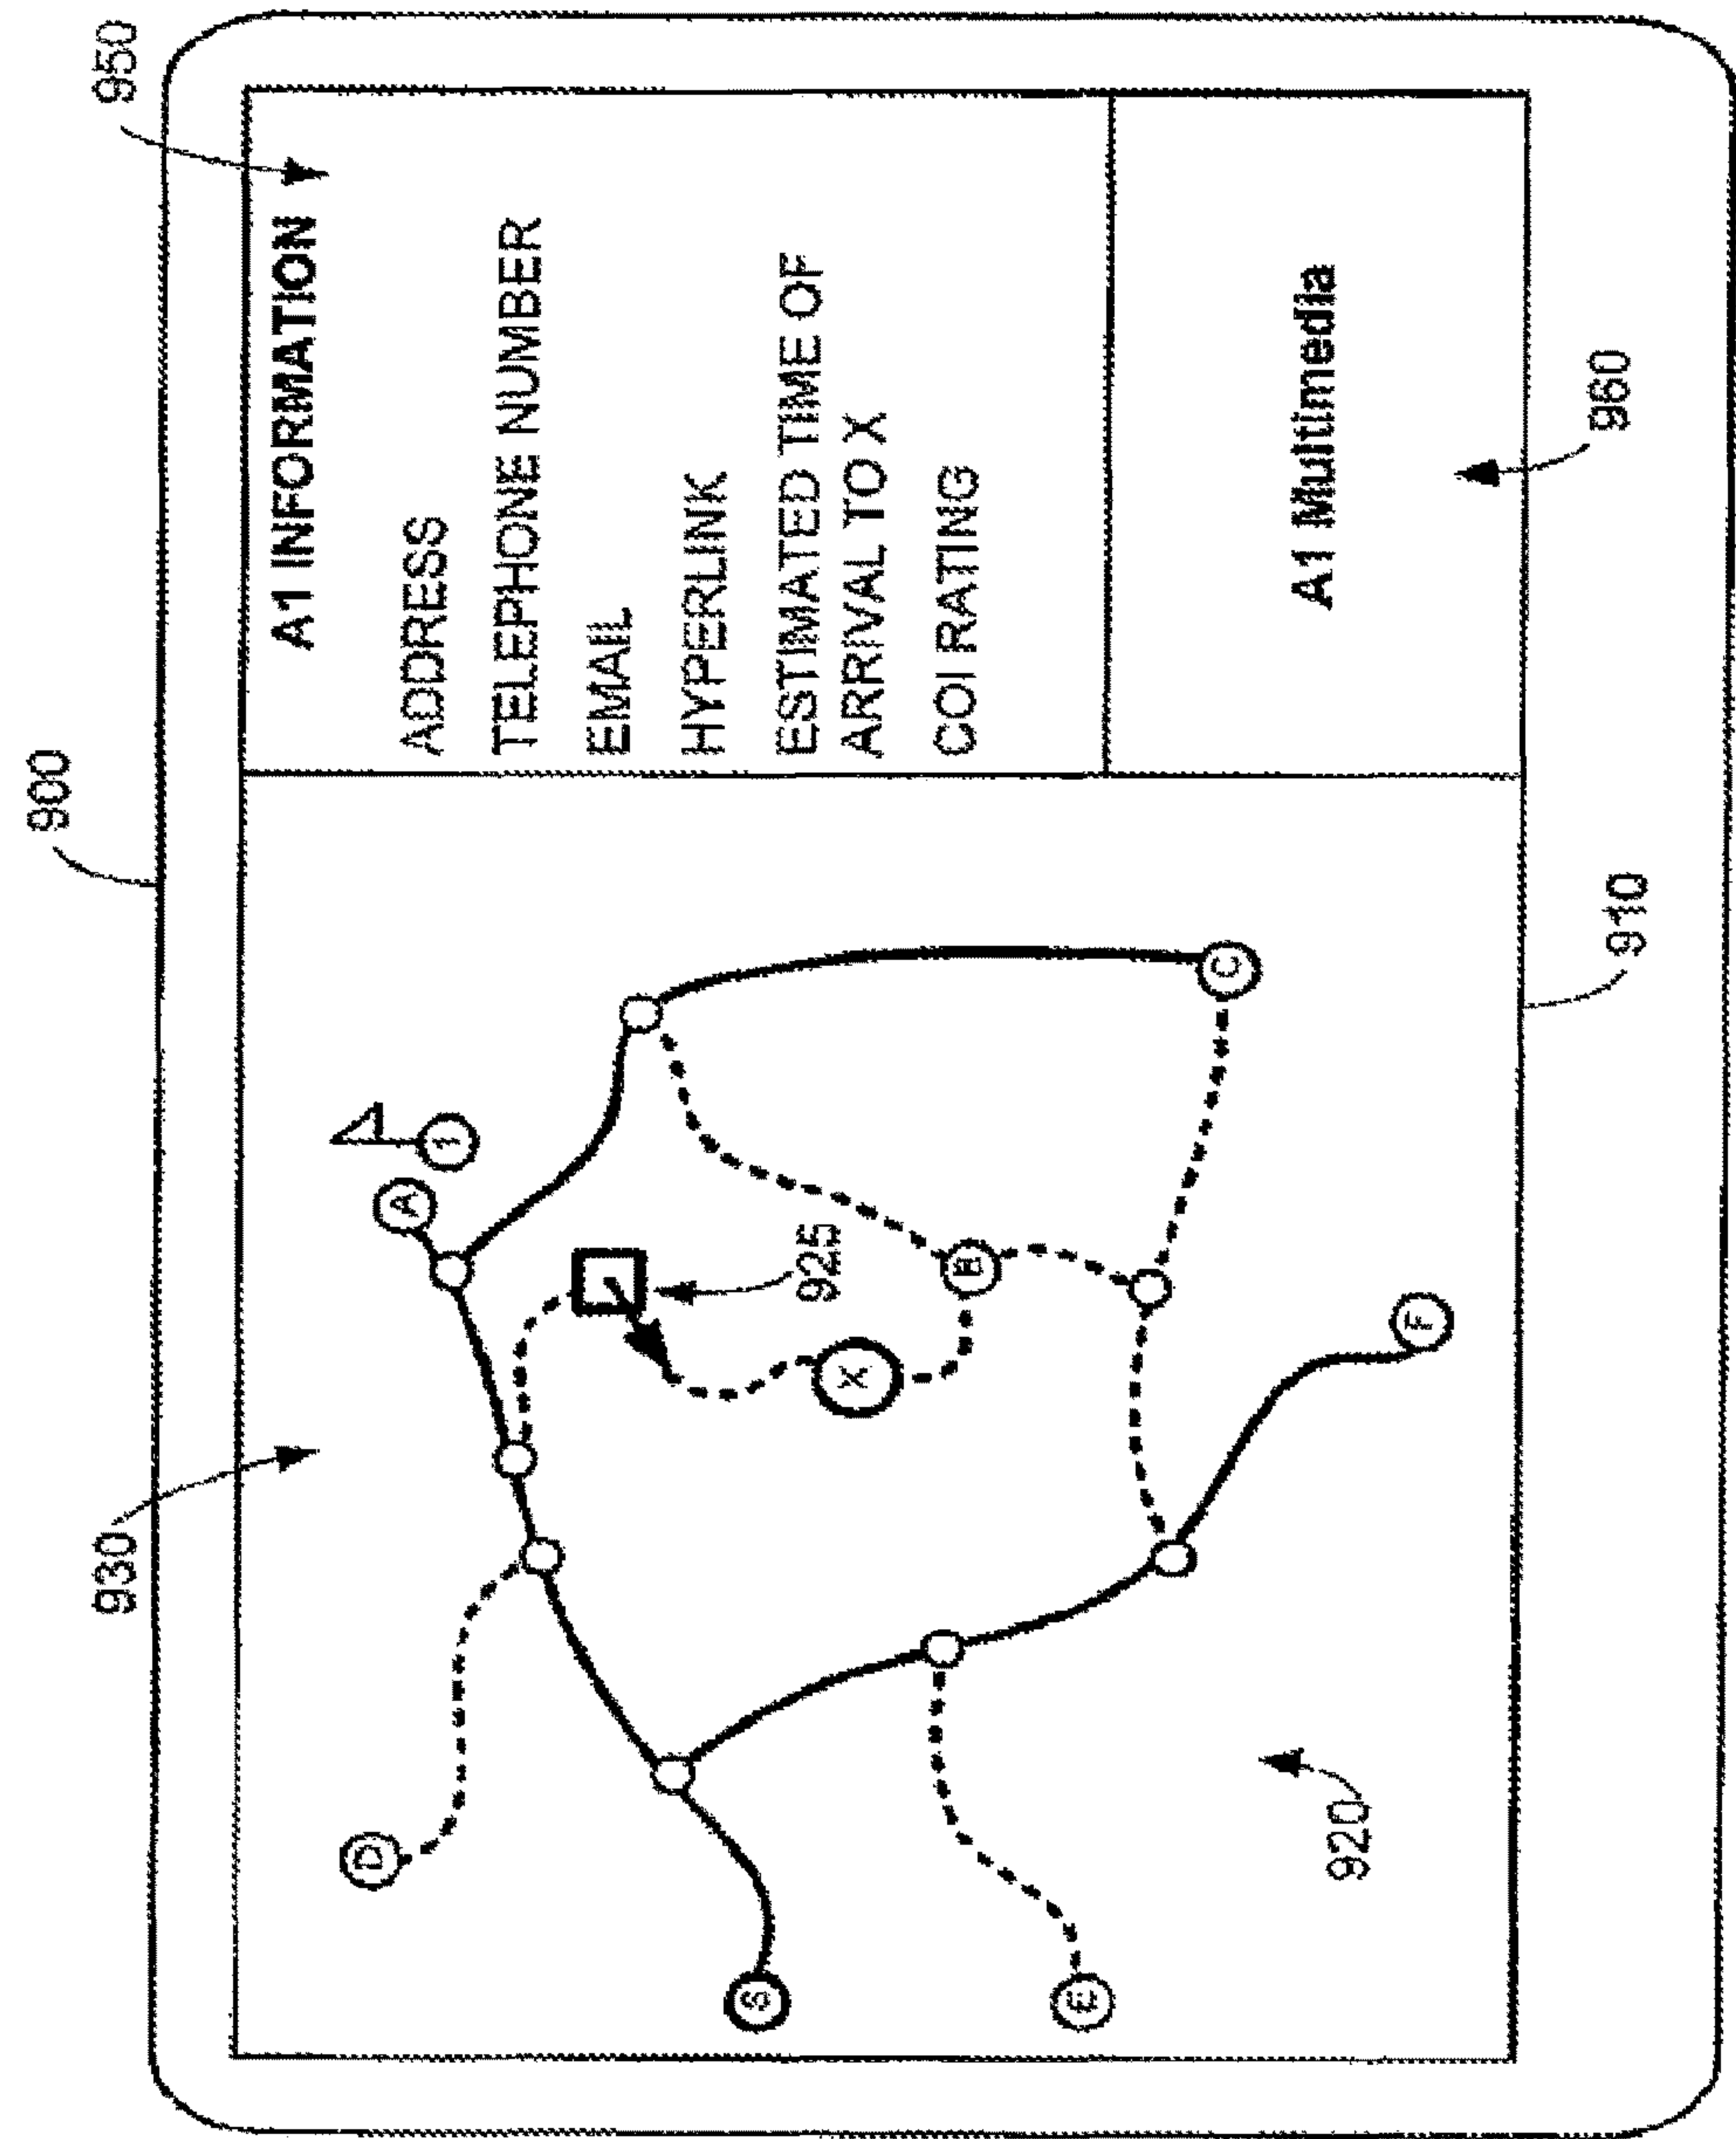 900
950
930
A1 INFORMATION
ADDRESS
TELEPHONE NUMBER
EMAIL
HYPERLINK
ESTIMATED TIME OF
ARRIVAL TO X
COI RATING
A1 Multimedia
D
A
1
925
S
X
B
C
E
F
920
910
960